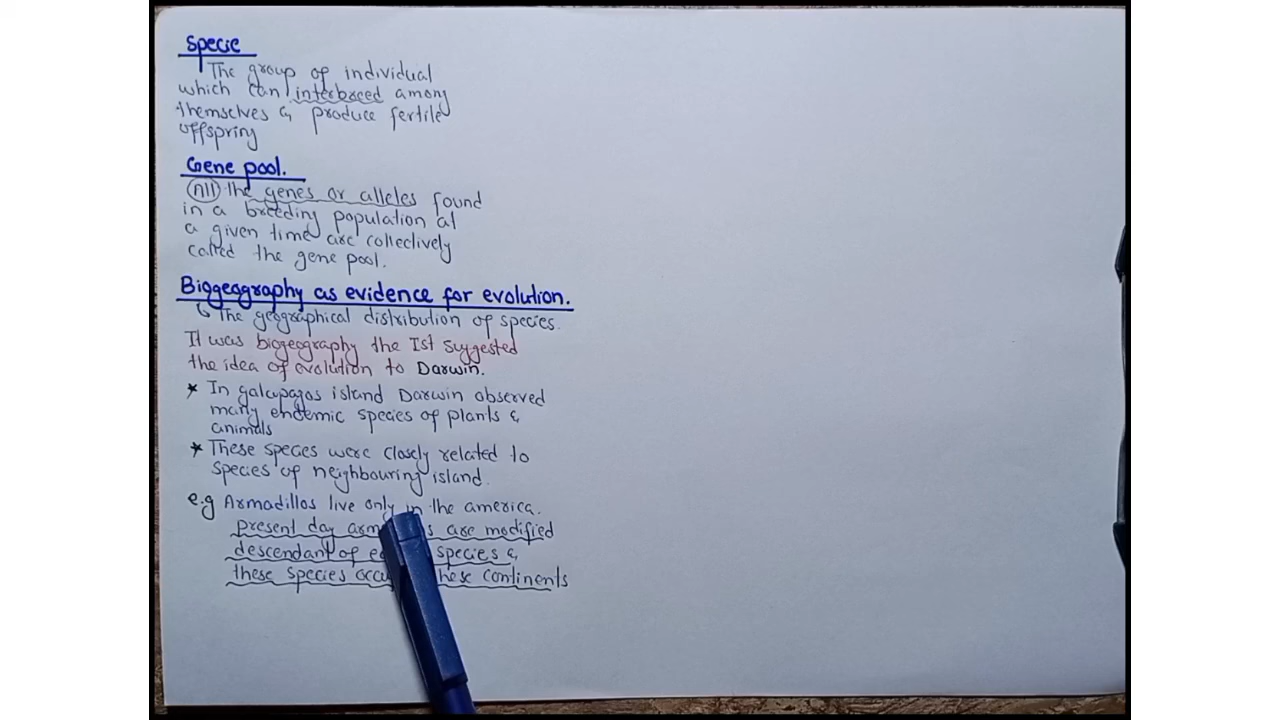 Specie
The group of individual
which can interbreed among
themselves & produce fertile
offspring
Gene pool.
All the genes or alleles found
in a breeding population at
a given time are collectively
called the gene pool.
Biogeography as evidence for evolution.
The geographical distribution of species.
It was biogeography the Ist suggested
the idea of evolution to Darwin.
* In galapagos island Darwin observed
many endemic species of plants &
animals
* These species were closely related to
species of neighbouring island.
e.g Armadillos live only in the america.
present day are modified
descendant of species &
these species these continents